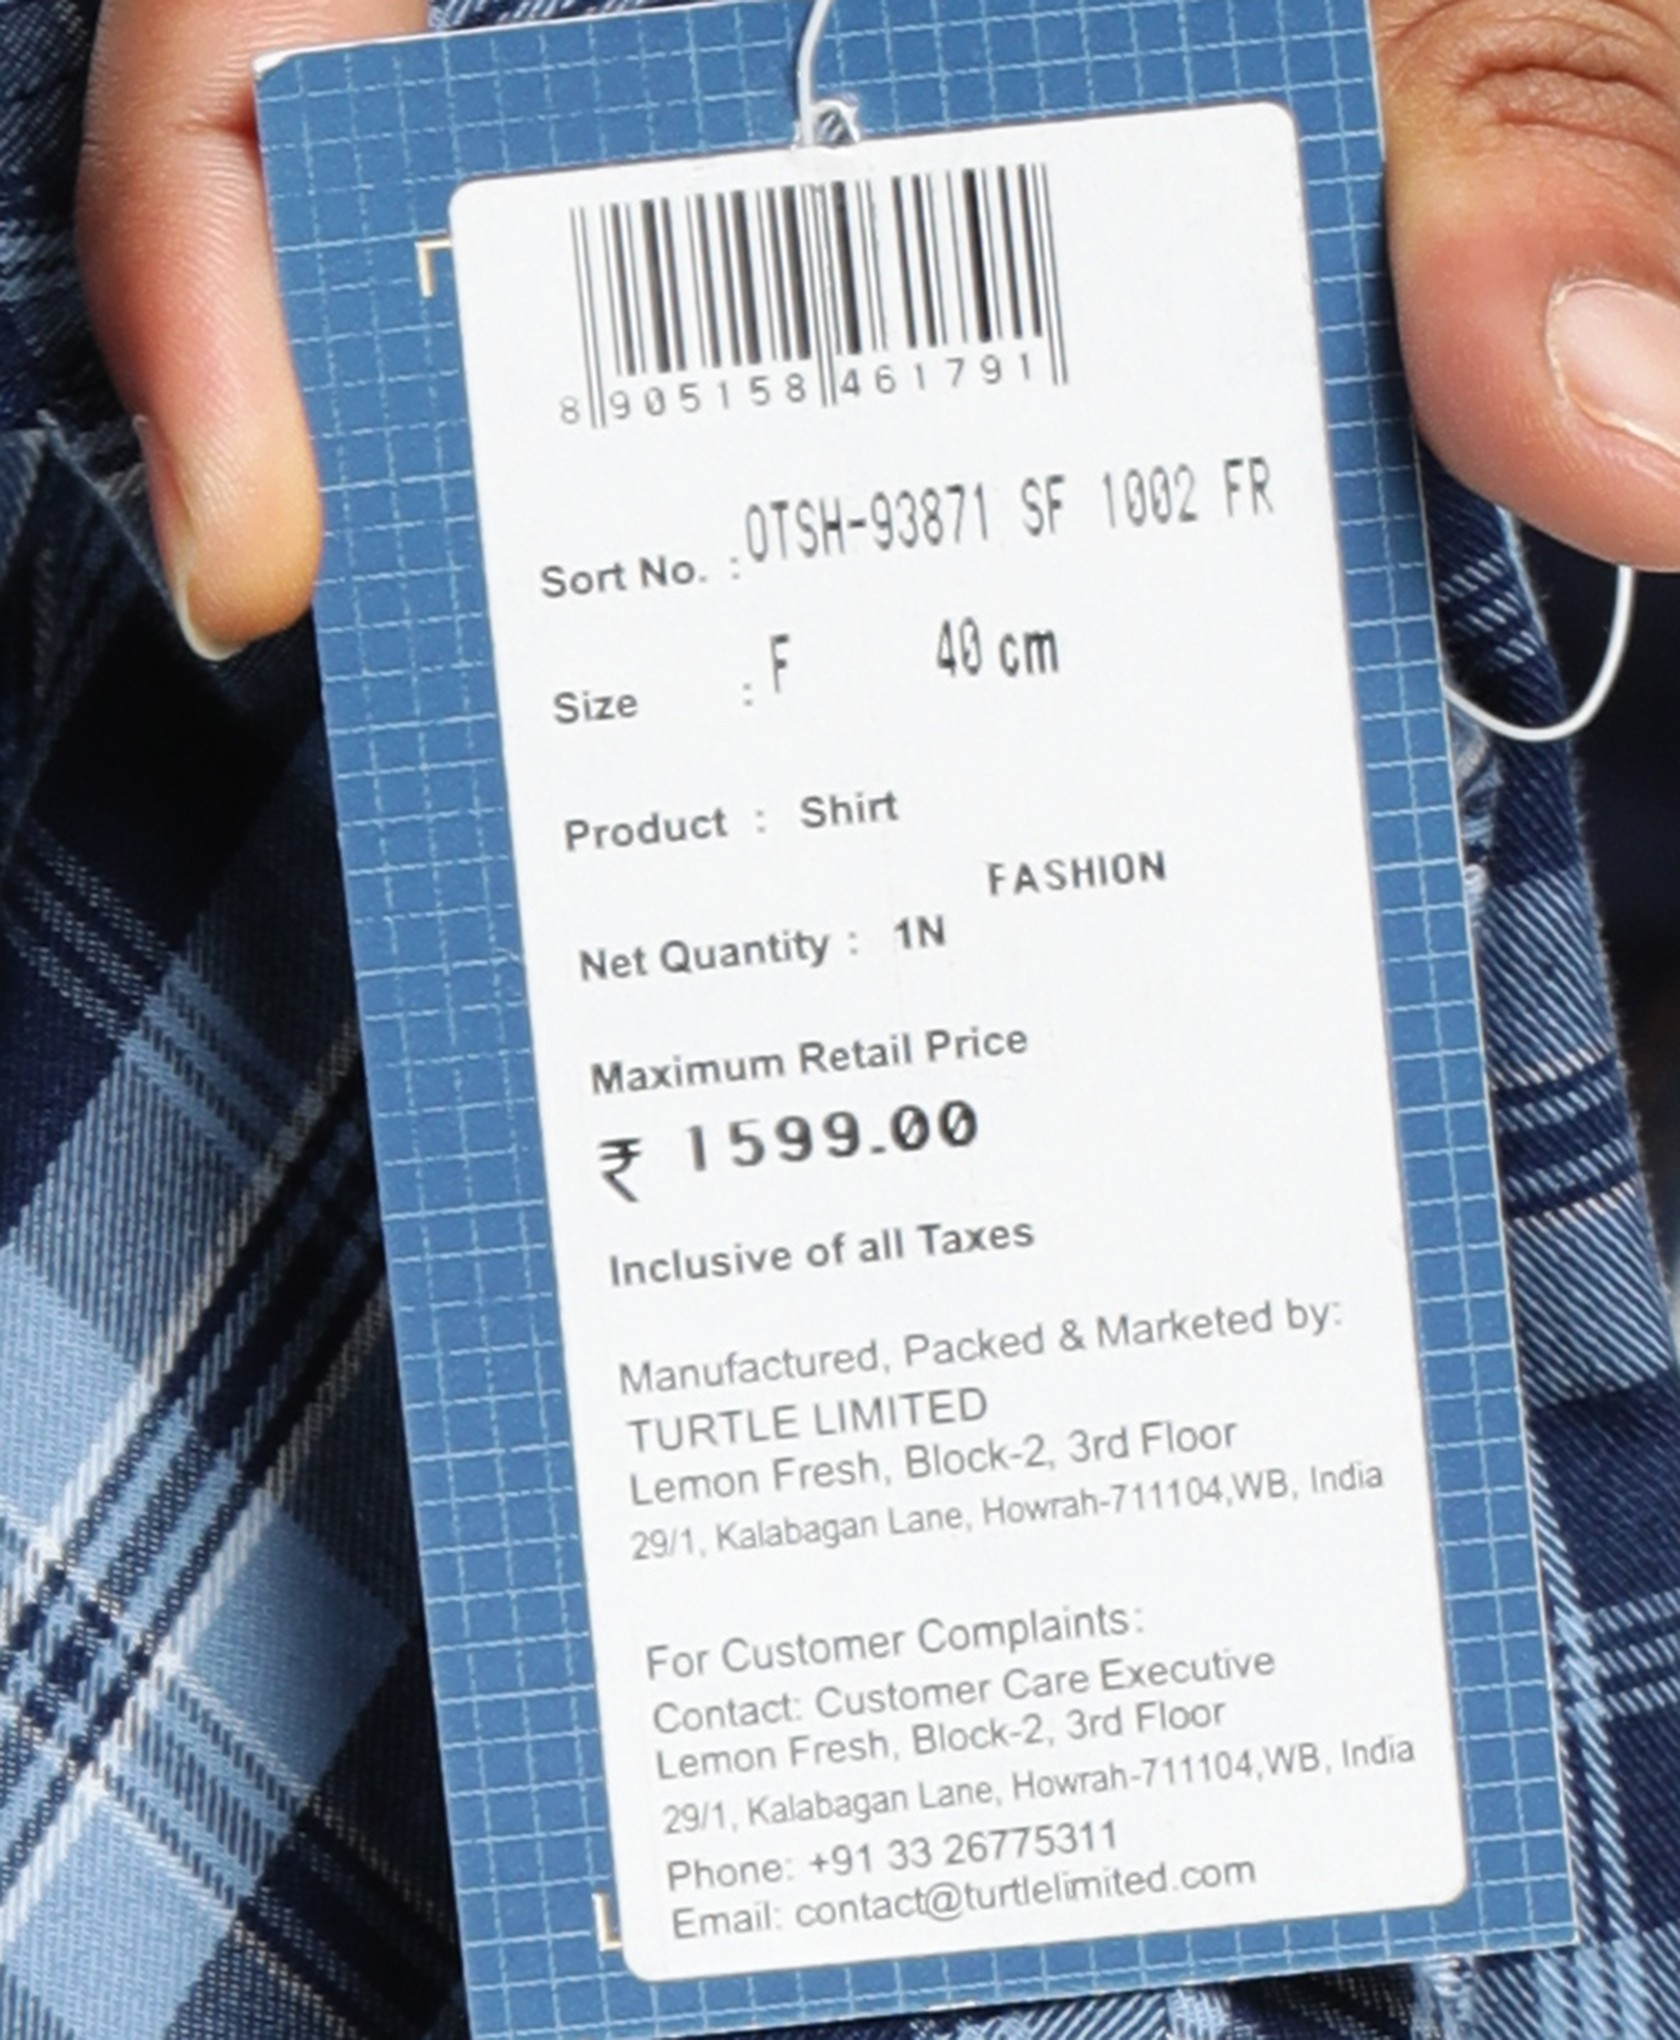 8 905158 461791
Sort No. : OTSH-93871 SF 1002 FR
Size : F 40 cm
Product : Shirt
FASHION
Net Quantity : 1N
Maximum Retail Price
₹ 1599.00
Inclusive of all Taxes
Manufactured, Packed & Marketed by:
TURTLE LIMITED
Lemon Fresh, Block-2, 3rd Floor
29/1, Kalabagan Lane, Howrah-711104,WB, India
For Customer Complaints:
Contact: Customer Care Executive
Lemon Fresh, Block-2, 3rd Floor
29/1, Kalabagan Lane, Howrah-711104,WB, India
Phone: +91 33 26775311
Email: contact@turtlelimited.com